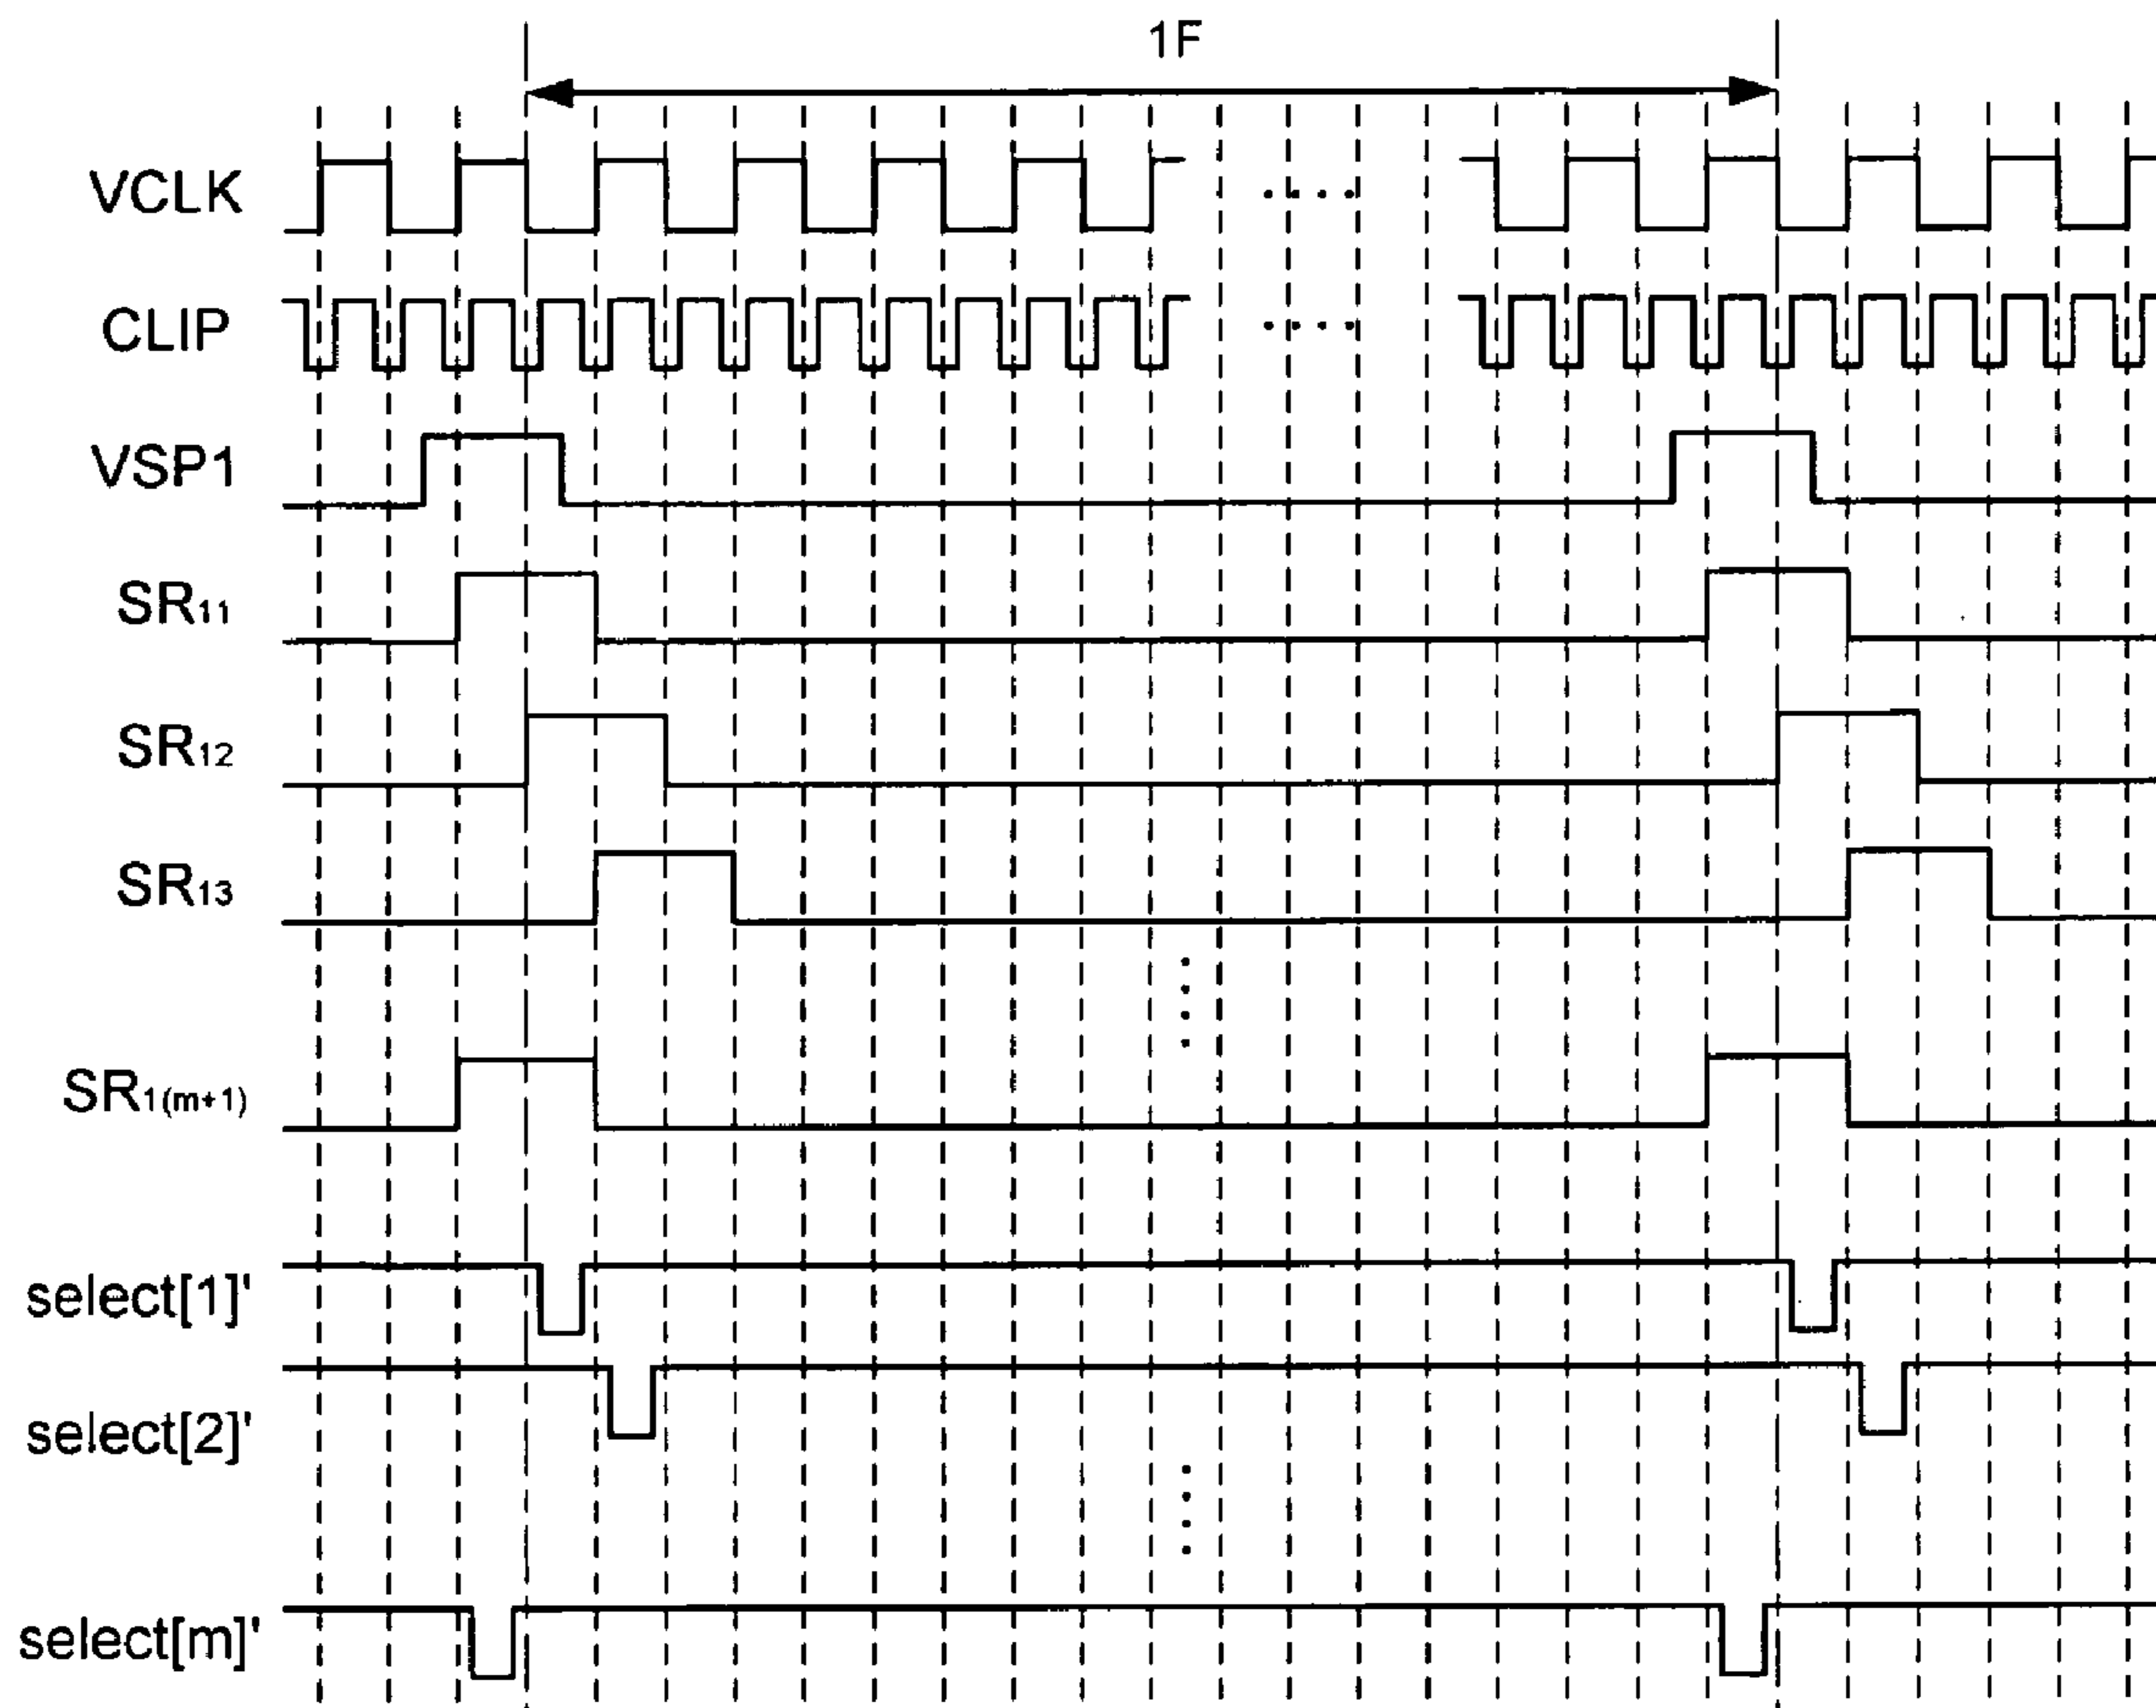 1F
VCLK
CLIP
VSP1
SR11
SR12
SR13
SR1(m+1)
select[1]'
select[2]'
select[m]'